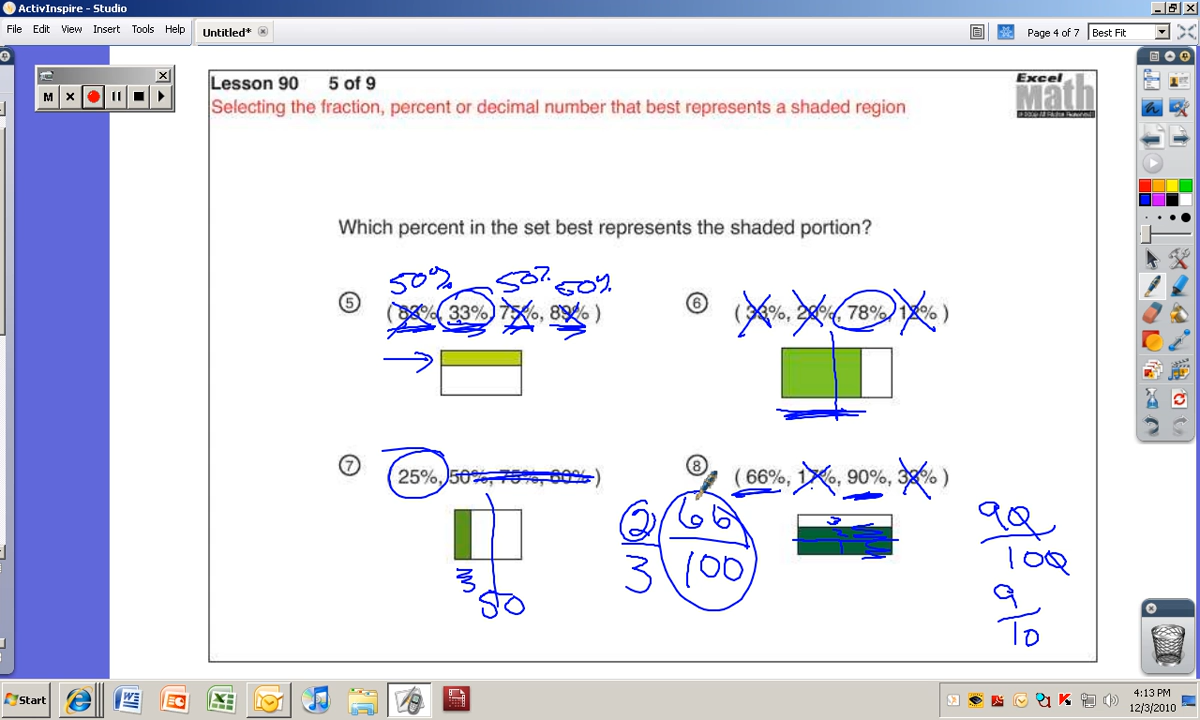 ActivInspire - Studio
File Edit View Insert Tools Help
Untitled*
Page 4 of 7
Best Fit
M
Lesson 90 5 of 9
Excel
Math
Selecting the fraction, percent or decimal number that best represents a shaded region
Which percent in the set best represents the shaded portion?
50% 50% 50%
5 ( 83%, 33%, 75%, 89% )
6 ( 33%, 20%, 78%, 12% )
7 25%, 50%, 75%, 80% )
8 ( 66%, 17%, 90%, 33% )
50
2
3
66
100
90
100
9
10
Start
4:13 PM
12/3/2010